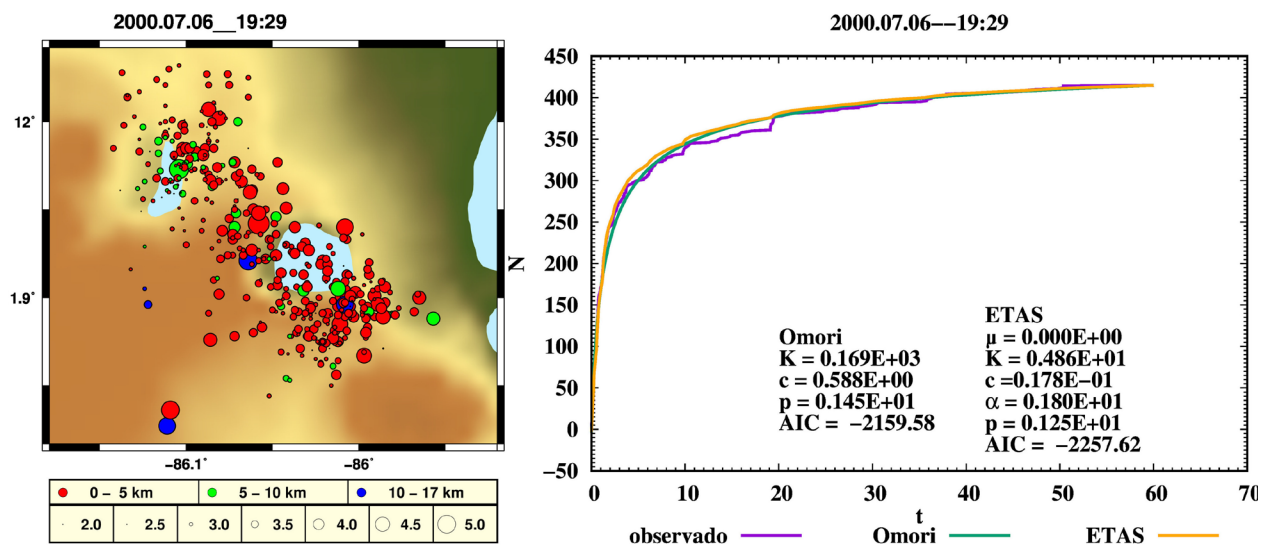 2000.07.06__19:29
12˚
11.9˚
−86.1˚
−86˚
0 − 5 km
5 − 10 km
10 − 17 km
2.0
2.5
3.0
3.5
4.0
4.5
5.0
2000.07.06−−19:29
450
400
350
300
250
200
150
100
50
0
−50
0
10
20
30
40
50
60
70
N
t
Omori
K = 0.169E+03
c = 0.588E+00
p = 0.145E+01
AIC = −2159.58
ETAS
μ = 0.000E+00
K = 0.486E+01
c =0.178E−01
α = 0.180E+01
p = 0.125E+01
AIC = −2257.62
observado
Omori
ETAS